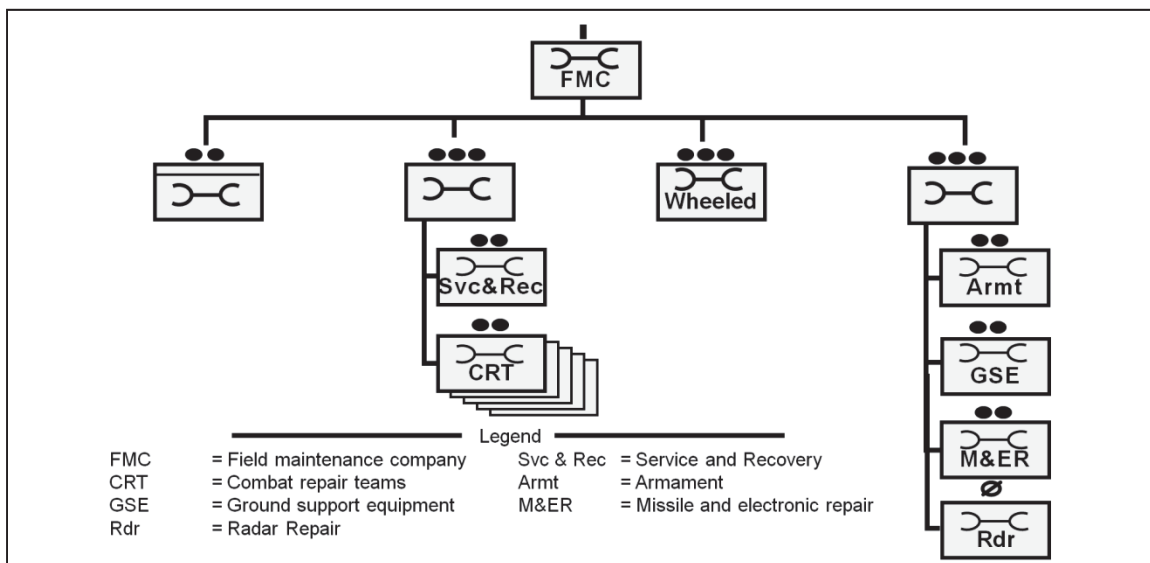 FMC
Wheeled
Svc&Rec
Armt
CRT
GSE
M&ER
Rdr
Legend
FMC = Field maintenance company Svc & Rec = Service and Recovery
CRT = Combat repair teams Armt = Armament
GSE = Ground support equipment M&ER = Missile and electronic repair
Rdr = Radar Repair